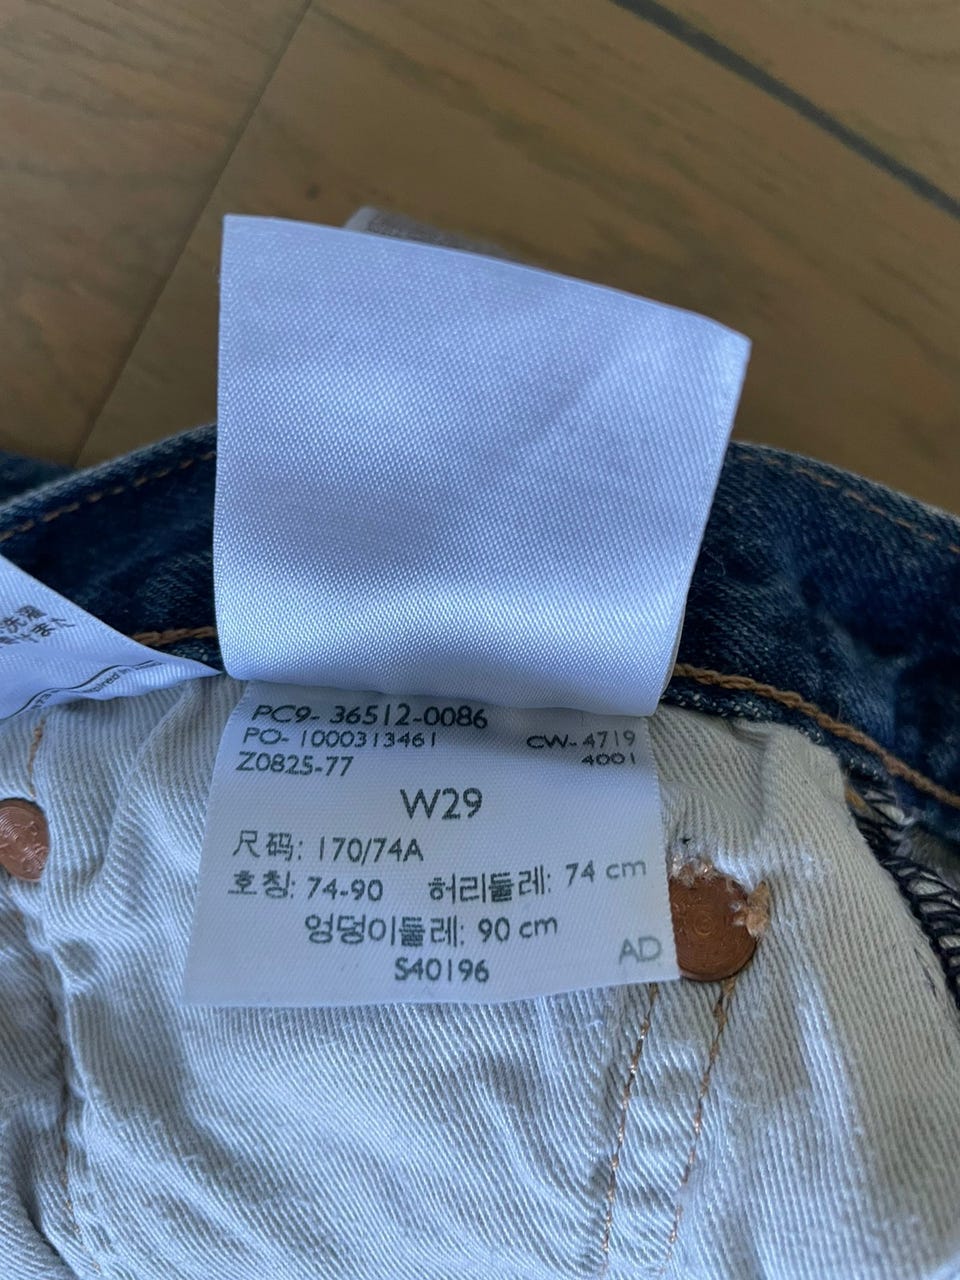 PC9- 36512-0086
PO- 1000313461 CW- 4719
Z0825-77 4001
W29
尺码: 170/74A
호칭: 74-90 허리둘레: 74 cm
엉덩이둘레: 90 cm
AD
S40196